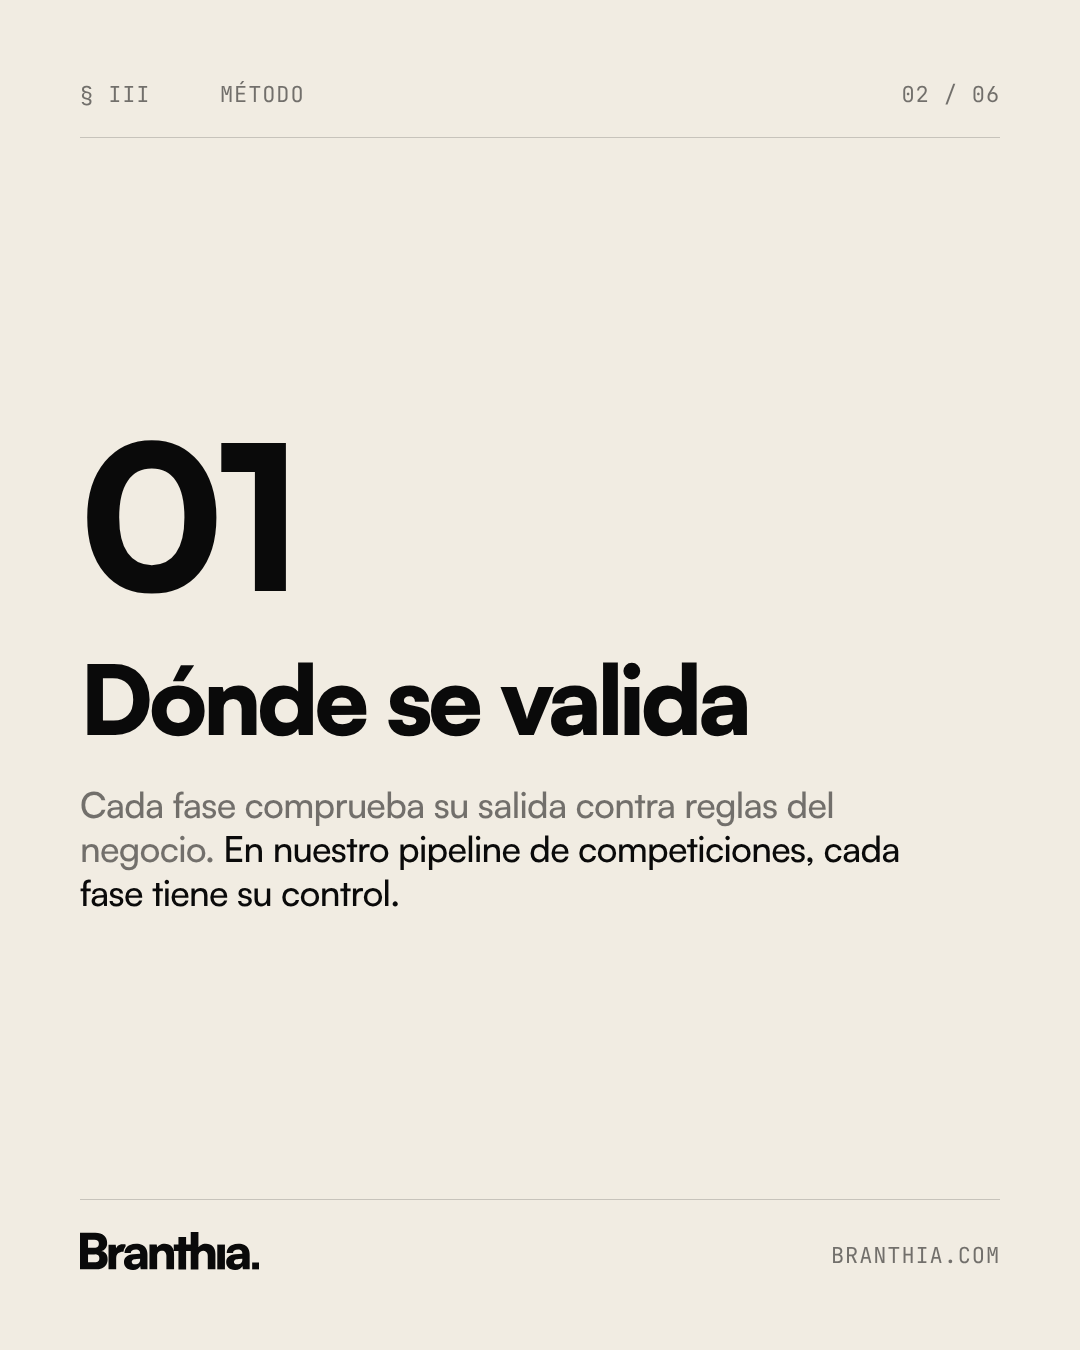 § III MÉTODO 02 / 06
01
Dónde se valida
Cada fase comprueba su salida contra reglas del
negocio. En nuestro pipeline de competiciones, cada
fase tiene su control.
Branthıa. BRANTHIA.COM